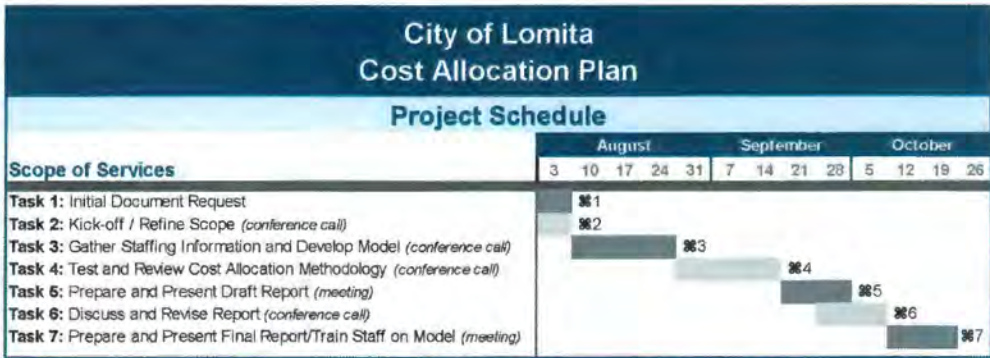 City of Lomita
Cost Allocation Plan
Project Schedule
August September October
Scope of Services 3 10 17 24 31 7 14 21 28 5 12 19 26
Task 1: Initial Document Request ⌘1
Task 2: Kick-off / Refine Scope (conference call) ⌘2
Task 3: Gather Staffing Information and Develop Model (conference call) ⌘3
Task 4: Test and Review Cost Allocation Methodology (conference call) ⌘4
Task 5: Prepare and Present Draft Report (meeting) ⌘5
Task 6: Discuss and Revise Report (conference call) ⌘6
Task 7: Prepare and Present Final Report/Train Staff on Model (meeting) ⌘7